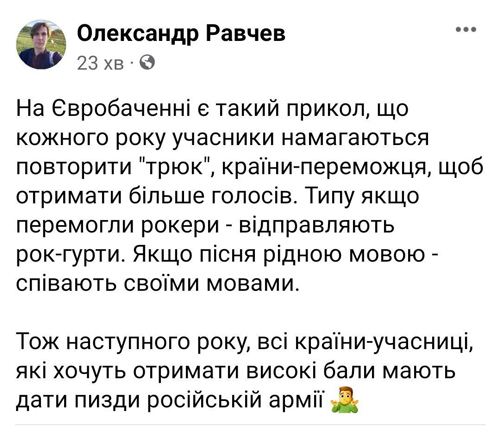 Олександр Равчев
23 хв ·
На Євробаченні є такий прикол, що
кожного року учасники намагаються
повторити "трюк", країни-переможця, щоб
отримати більше голосів. Типу якщо
перемогли рокери - відправляють
рок-гурти. Якщо пісня рідною мовою -
співають своїми мовами.
Тож наступного року, всі країни-учасниці,
які хочуть отримати високі бали мають
дати пизди російській армії 🤷‍♂️